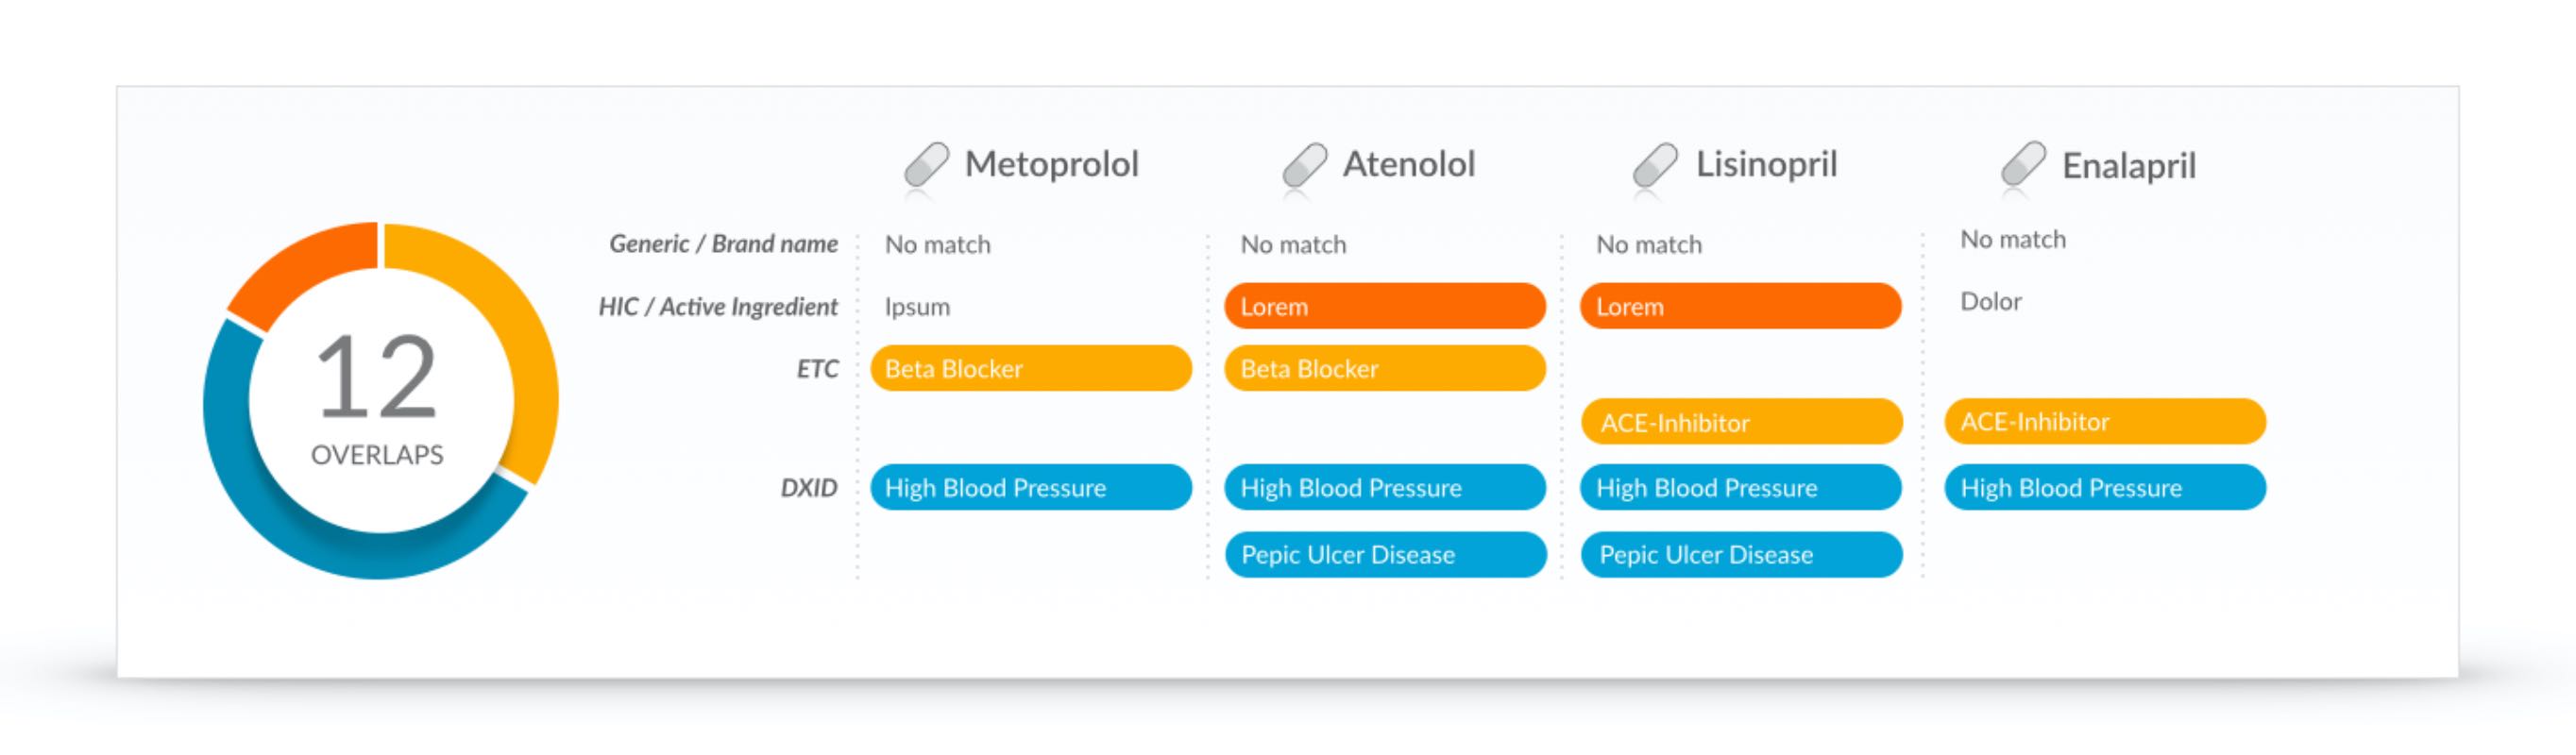 Metoprolol Atenolol Lisinopril Enalapril
Generic / Brand name No match No match No match No match
HIC / Active Ingredient Ipsum Lorem Lorem Dolor
12
OVERLAPS
ETC Beta Blocker Beta Blocker
ACE-Inhibitor ACE-Inhibitor
DXID High Blood Pressure High Blood Pressure High Blood Pressure High Blood Pressure
Pepic Ulcer Disease Pepic Ulcer Disease